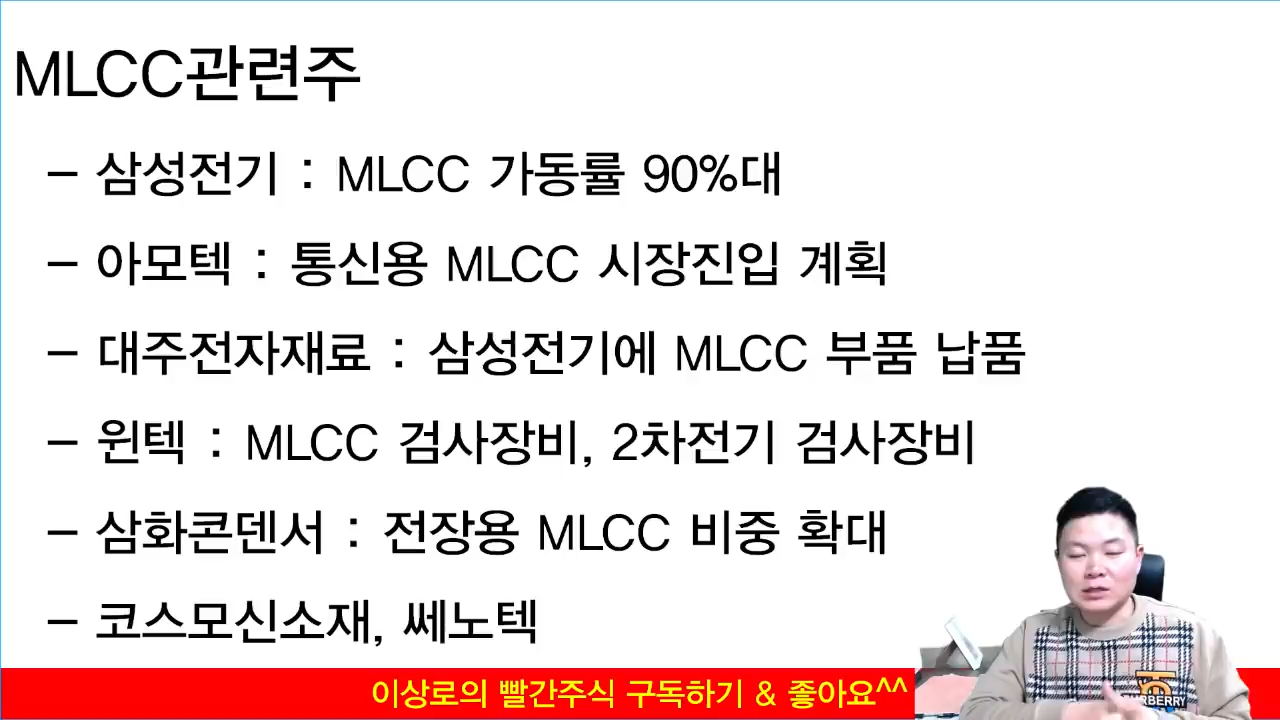 MLCC관련주
– 삼성전기 : MLCC 가동률 90%대
– 아모텍 : 통신용 MLCC 시장진입 계획
– 대주전자재료 : 삼성전기에 MLCC 부품 납품
– 윈텍 : MLCC 검사장비, 2차전기 검사장비
– 삼화콘덴서 : 전장용 MLCC 비중 확대
– 코스모신소재, 쎄노텍
이상로의 빨간주식 구독하기 & 좋아요^^